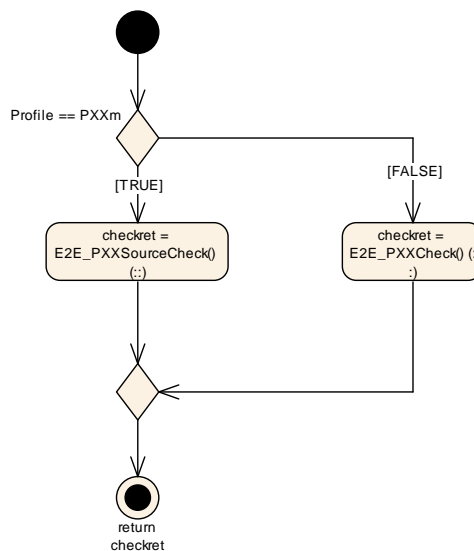 Profile == PXXm
[TRUE]
[FALSE]
checkret =
E2E_PXXSourceCheck()
(::)
checkret =
E2E_PXXCheck() (:
:)
return
checkret